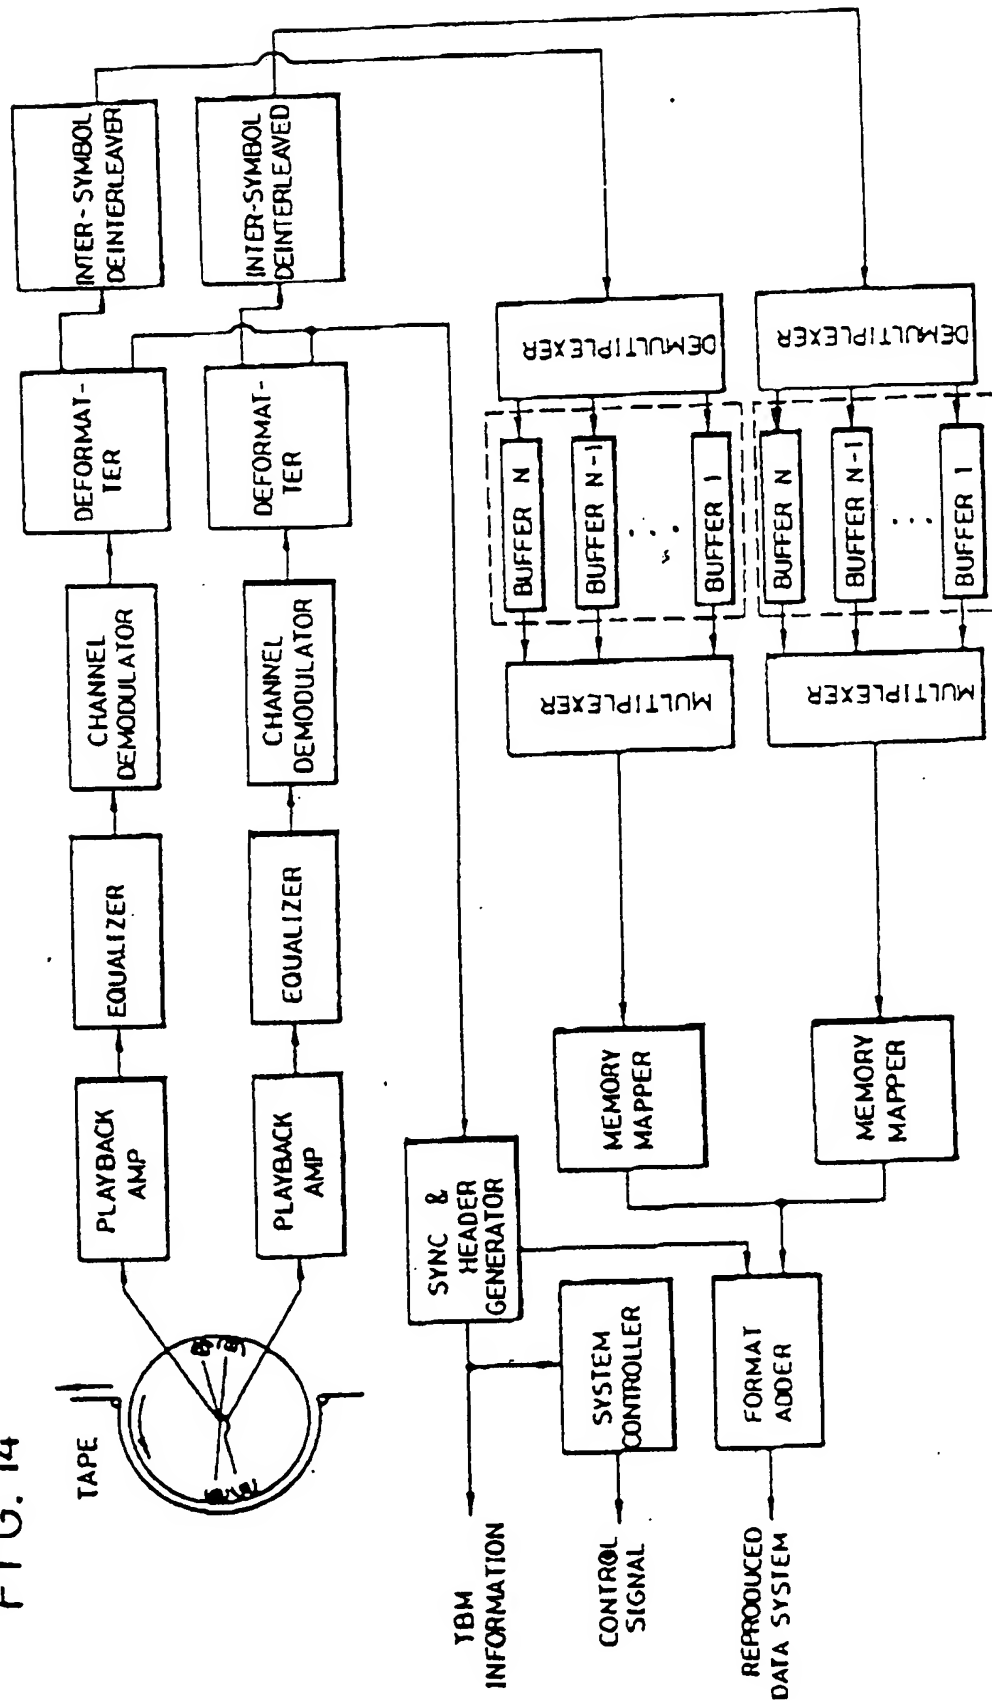 FIG. 14
TAPE
PLAYBACK
AMP
EQUALIZER
CHANNEL
DEMODULATOR
DEFORMAT-
TER
INTER-SYMBOL
DEINTERLEAVER
PLAYBACK
AMP
EQUALIZER
CHANNEL
DEMODULATOR
DEFORMAT-
TER
INTER-SYMBOL
DEINTERLEAVED
TBM
INFORMATION
SYNC &
HEADER
GENERATOR
CONTROL
SIGNAL
SYSTEM
CONTROLLER
REPRODUCED
DATA SYSTEM
FORMAT
ADDER
MEMORY
MAPPER
MULTIPLEXER
BUFFER N
BUFFER N-1
...
BUFFER 1
DEMULTIPLEXER
MEMORY
MAPPER
MULTIPLEXER
BUFFER N
BUFFER N-1
...
BUFFER 1
DEMULTIPLEXER